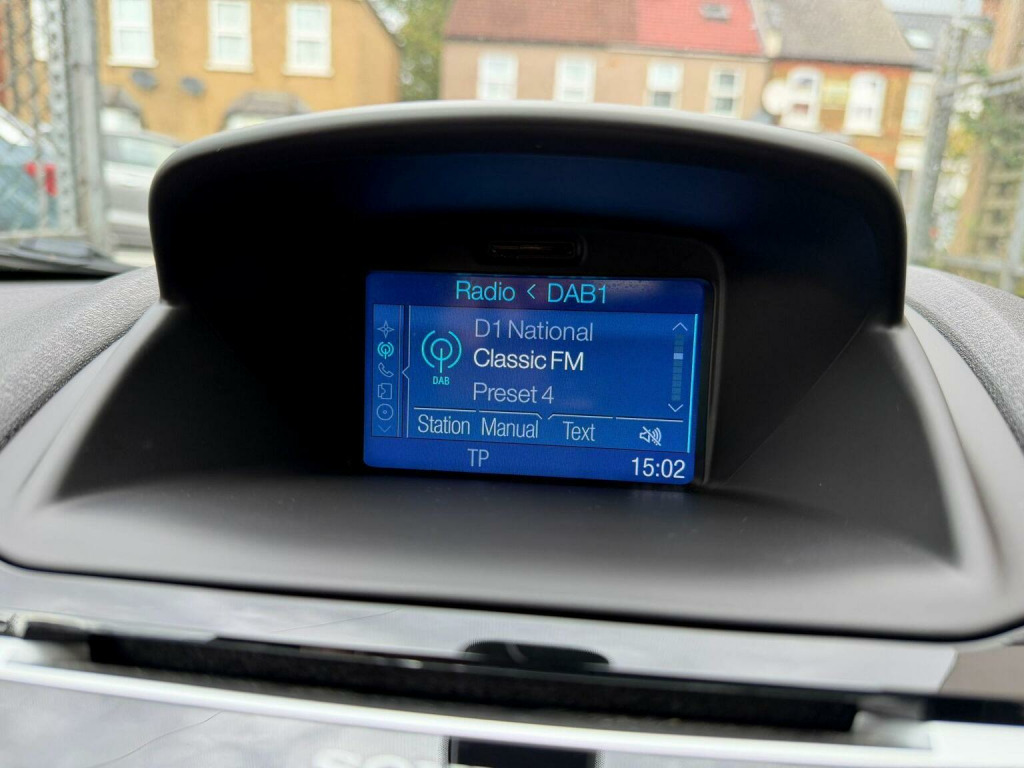 Radio < DAB1
D1 National
Classic FM
DAB
Preset 4
Station Manual Text
TP
15:02